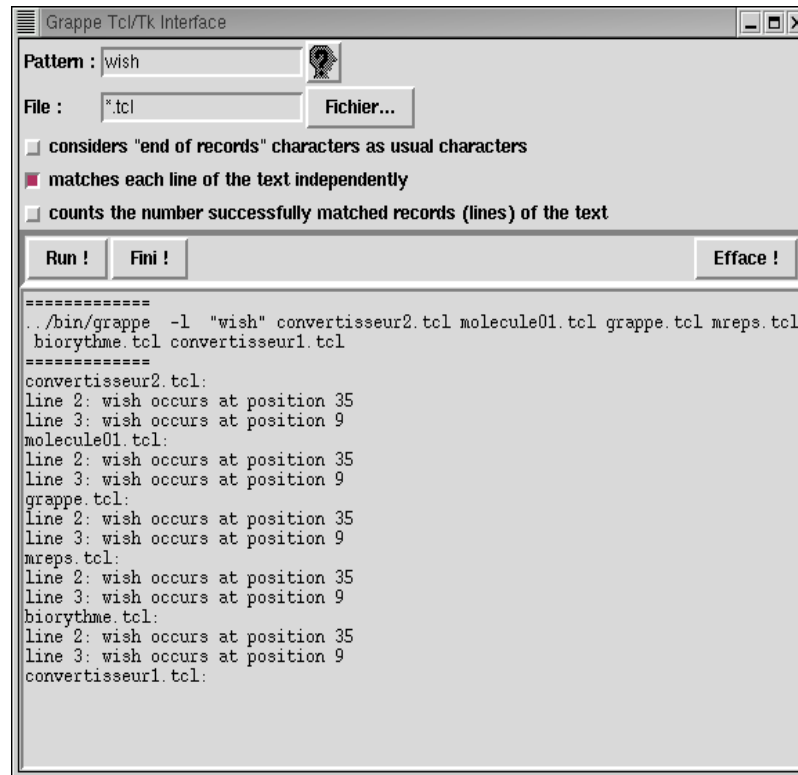 Grappe Tcl/Tk Interface
Pattern : wish
File : *.tcl Fichier...
considers "end of records" characters as usual characters
matches each line of the text independently
counts the number successfully matched records (lines) of the text
Run ! Fini ! Efface !
=============
../bin/grappe -l "wish" convertisseur2.tcl molecule01.tcl grappe.tcl mreps.tcl
biorythme.tcl convertisseur1.tcl
=============
convertisseur2.tcl:
line 2: wish occurs at position 35
line 3: wish occurs at position 9
molecule01.tcl:
line 2: wish occurs at position 35
line 3: wish occurs at position 9
grappe.tcl:
line 2: wish occurs at position 35
line 3: wish occurs at position 9
mreps.tcl:
line 2: wish occurs at position 35
line 3: wish occurs at position 9
biorythme.tcl:
line 2: wish occurs at position 35
line 3: wish occurs at position 9
convertisseur1.tcl: